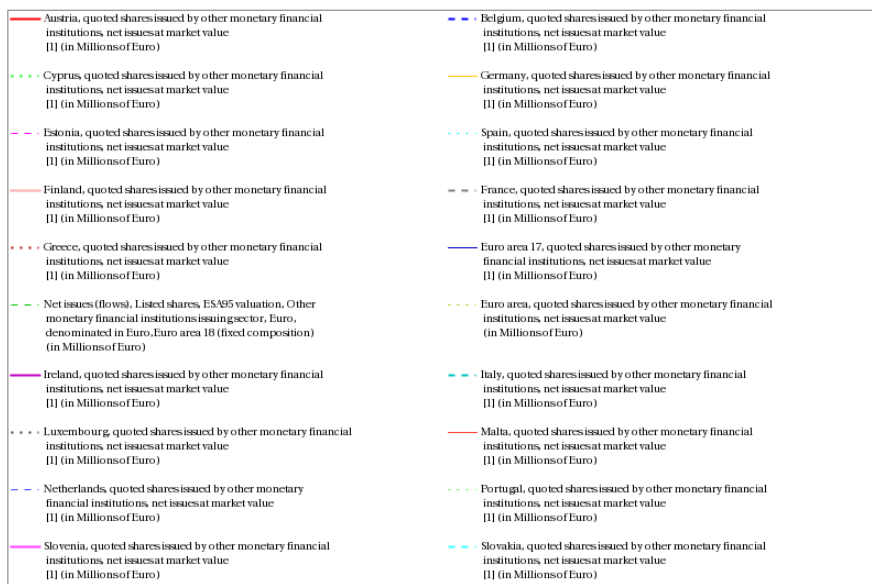 Austria, quoted shares issued by other monetary financial
institutions, net issues at market value
[1] (in Millions of Euro)
Belgium, quoted shares issued by other monetary financial
institutions, net issues at market value
[1] (in Millions of Euro)
Cyprus, quoted shares issued by other monetary financial
institutions, net issues at market value
[1] (in Millions of Euro)
Germany, quoted shares issued by other monetary financial
institutions, net issues at market value
[1] (in Millions of Euro)
Estonia, quoted shares issued by other monetary financial
institutions, net issues at market value
[1] (in Millions of Euro)
Spain, quoted shares issued by other monetary financial
institutions, net issues at market value
[1] (in Millions of Euro)
Finland, quoted shares issued by other monetary financial
institutions, net issues at market value
[1] (in Millions of Euro)
France, quoted shares issued by other monetary financial
institutions, net issues at market value
[1] (in Millions of Euro)
Greece, quoted shares issued by other monetary financial
institutions, net issues at market value
[1] (in Millions of Euro)
Euro area 17, quoted shares issued by other monetary
financial institutions, net issues at market value
[1] (in Millions of Euro)
Net issues (flows), Listed shares, ESA95 valuation, Other
monetary financial institutions issuing sector, Euro,
denominated in Euro, Euro area 18 (fixed composition)
(in Millions of Euro)
Euro area, quoted shares issued by other monetary financial
institutions, net issues at market value
(in Millions of Euro)
Ireland, quoted shares issued by other monetary financial
institutions, net issues at market value
[1] (in Millions of Euro)
Italy, quoted shares issued by other monetary financial
institutions, net issues at market value
[1] (in Millions of Euro)
Luxembourg, quoted shares issued by other monetary financial
institutions, net issues at market value
[1] (in Millions of Euro)
Malta, quoted shares issued by other monetary financial
institutions, net issues at market value
[1] (in Millions of Euro)
Netherlands, quoted shares issued by other monetary
financial institutions, net issues at market value
[1] (in Millions of Euro)
Portugal, quoted shares issued by other monetary financial
institutions, net issues at market value
[1] (in Millions of Euro)
Slovenia, quoted shares issued by other monetary financial
institutions, net issues at market value
[1] (in Millions of Euro)
Slovakia, quoted shares issued by other monetary financial
institutions, net issues at market value
[1] (in Millions of Euro)